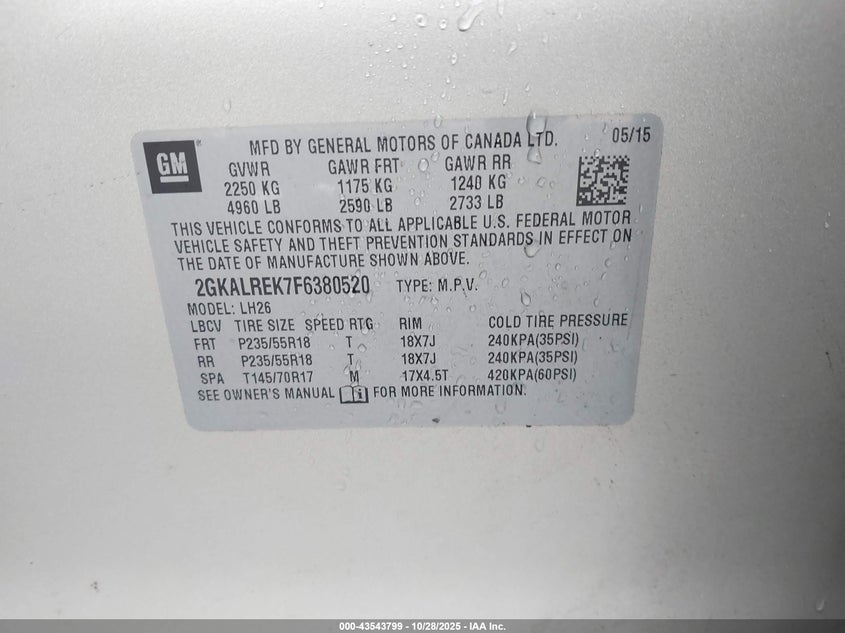 GM
MFD BY GENERAL MOTORS OF CANADA LTD. 05/15
GVWR GAWR FRT GAWR RR
2250 KG 1175 KG 1240 KG
4960 LB 2590 LB 2733 LB
THIS VEHICLE CONFORMS TO ALL APPLICABLE U.S. FEDERAL MOTOR
VEHICLE SAFETY AND THEFT PREVENTION STANDARDS IN EFFECT ON
THE DATE OF MANUFACTURE SHOWN ABOVE.
2GKALREK7F6380520 TYPE: M.P.V.
MODEL: LH26
LBCV TIRE SIZE SPEED RTG RIM COLD TIRE PRESSURE
FRT P235/55R18 T 18X7J 240KPA(35PSI)
RR P235/55R18 T 18X7J 240KPA(35PSI)
SPA T145/70R17 M 17X4.5T 420KPA(60PSI)
SEE OWNER'S MANUAL FOR MORE INFORMATION.
000-43543799 - 10/28/2025 - IAA Inc.